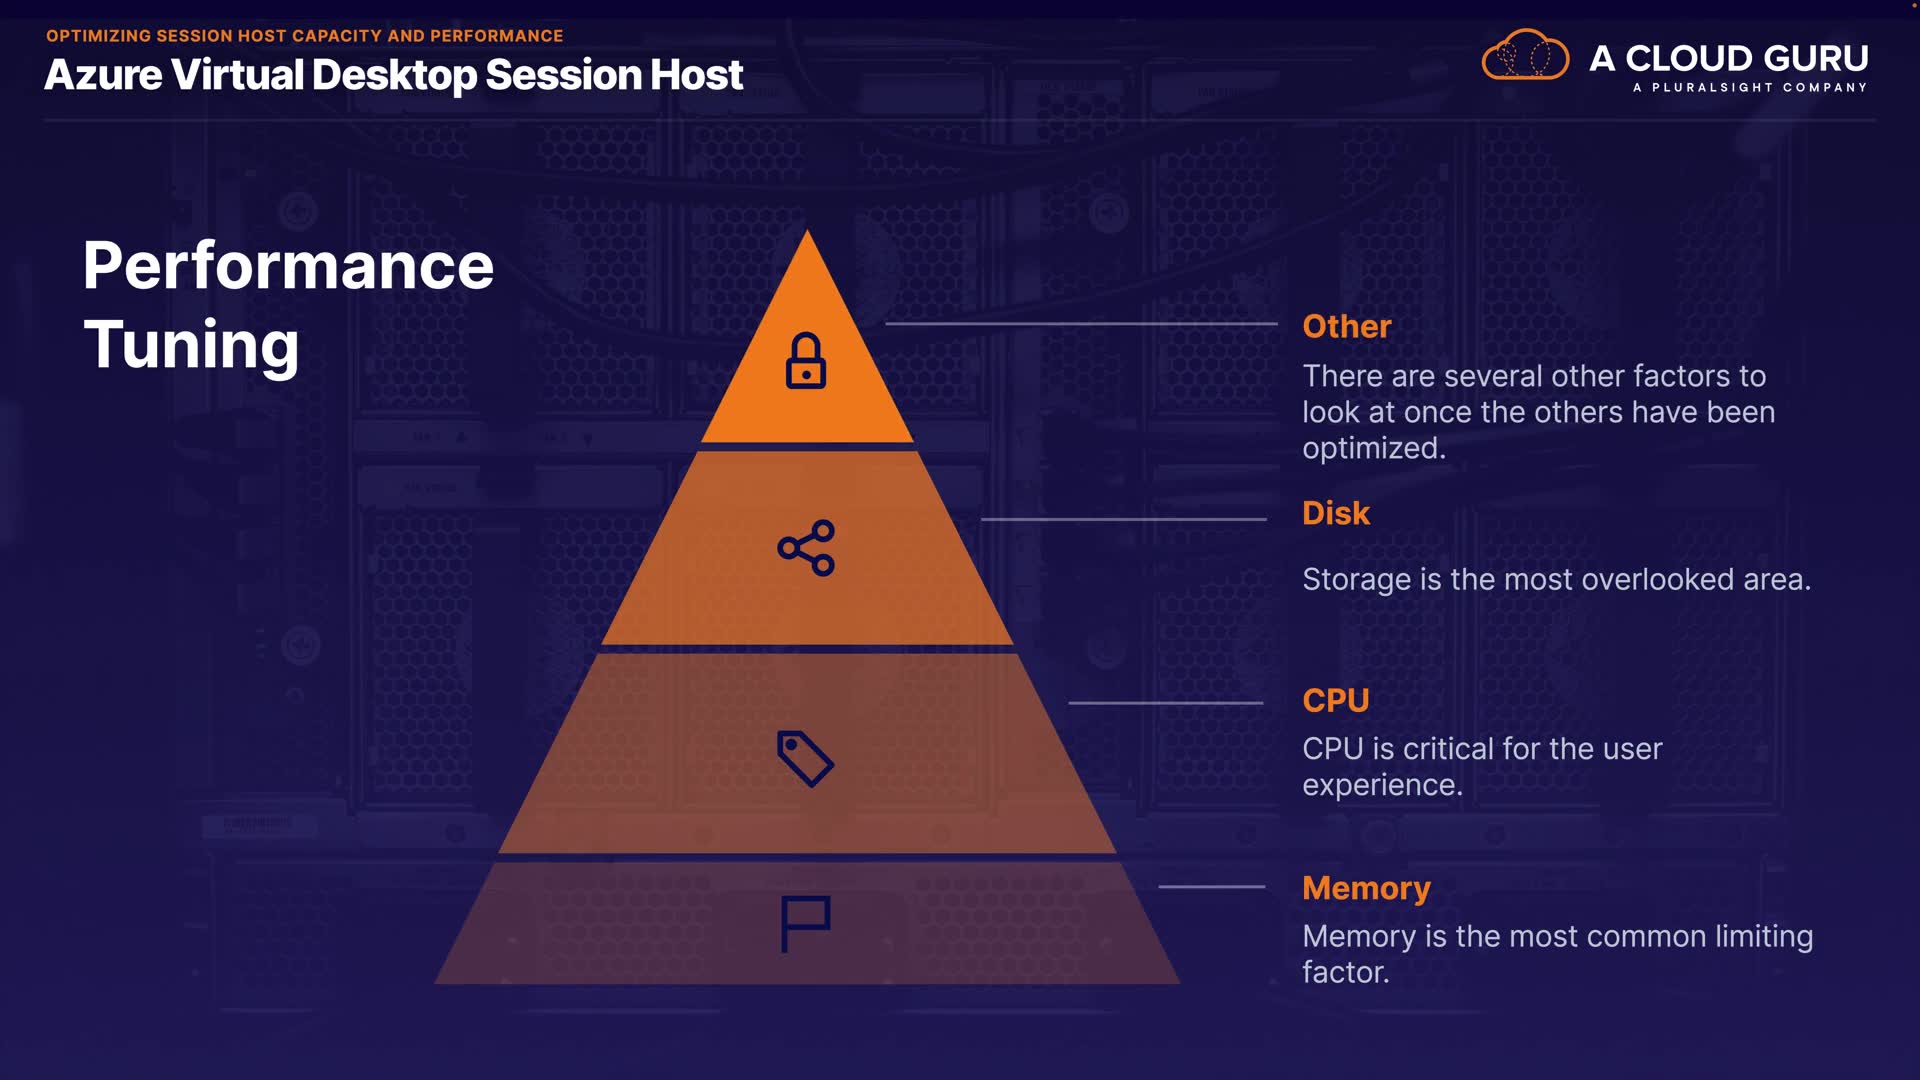 OPTIMIZING SESSION HOST CAPACITY AND PERFORMANCE
Azure Virtual Desktop Session Host
A CLOUD GURU
A PLURALSIGHT COMPANY
Performance
Tuning
Other
There are several other factors to
look at once the others have been
optimized.
Disk
Storage is the most overlooked area.
CPU
CPU is critical for the user
experience.
Memory
Memory is the most common limiting
factor.